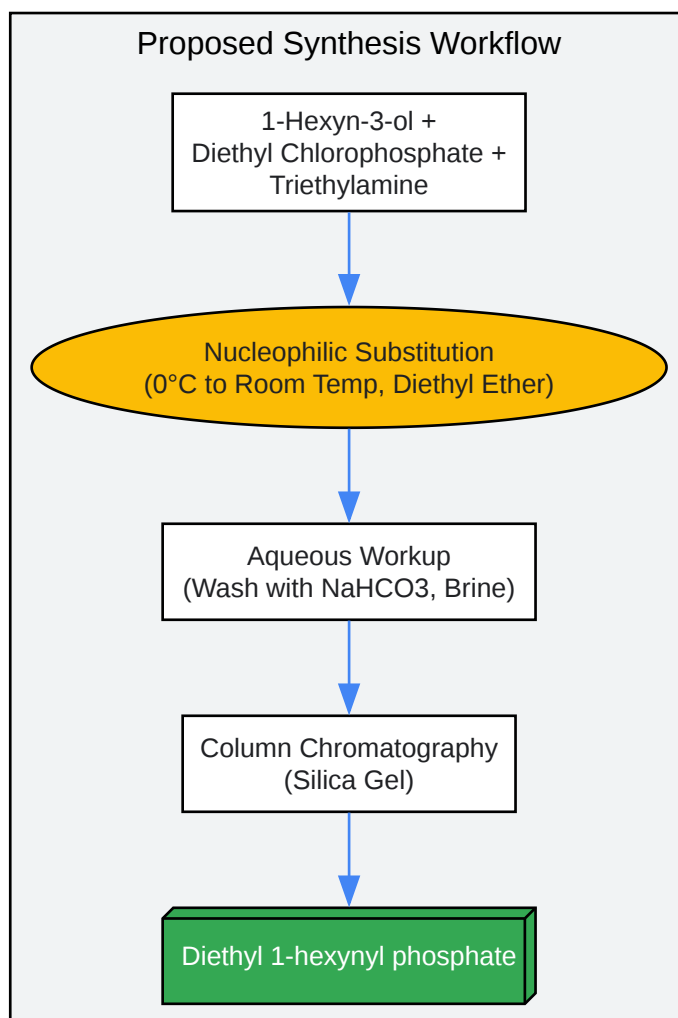 Proposed Synthesis Workflow
1-Hexyn-3-ol +
Diethyl Chlorophosphate +
Triethylamine
Nucleophilic Substitution
(0°C to Room Temp, Diethyl Ether)
Aqueous Workup
(Wash with NaHCO3, Brine)
Column Chromatography
(Silica Gel)
Diethyl 1-hexynyl phosphate